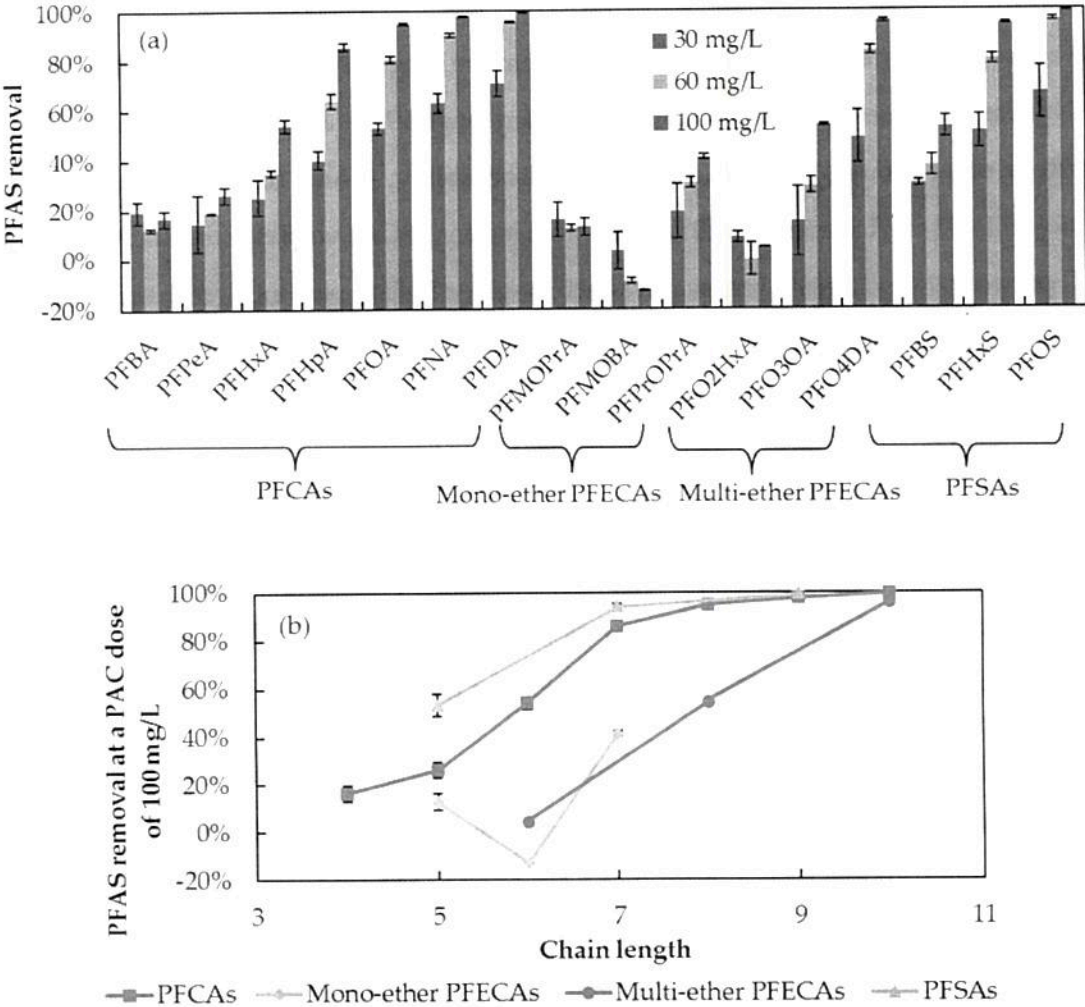 (a)
100%
80%
60%
40%
20%
0%
-20%
PFAS removal
30 mg/L
60 mg/L
100 mg/L
PFBA
PFPeA
PFHxA
PFHpA
PFOA
PFNA
PFDA
PFMOPrA
PFMOBA
PFPrOPrA
PFO2HxA
PFO3OA
PFO4DA
PFBS
PFHxS
PFOS
PFCAs
Mono-ether PFECAs
Multi-ether PFECAs
PFSAs
(b)
100%
80%
60%
40%
20%
0%
-20%
PFAS removal at a PAC dose
of 100 mg/L
3
5
7
9
11
Chain length
PFCAs
Mono-ether PFECAs
Multi-ether PFECAs
PFSAs